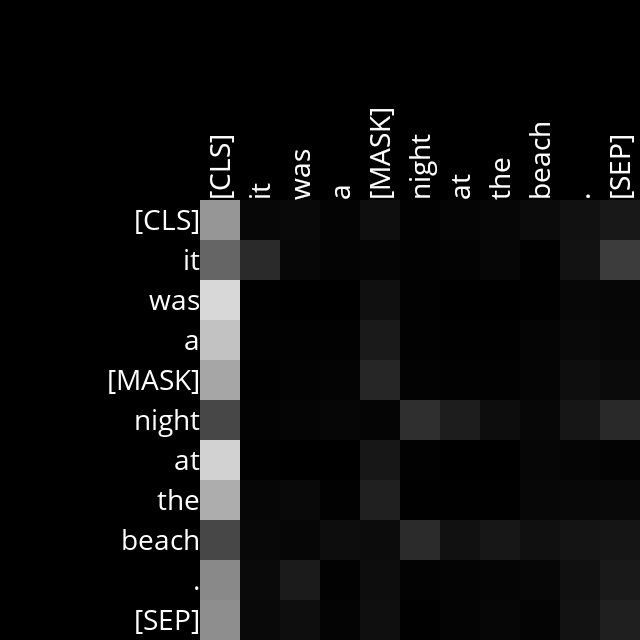 [CLS] it was a [MASK] night at the beach . [SEP]
[CLS]
it
was
a
[MASK]
night
at
the
beach
.
[SEP]